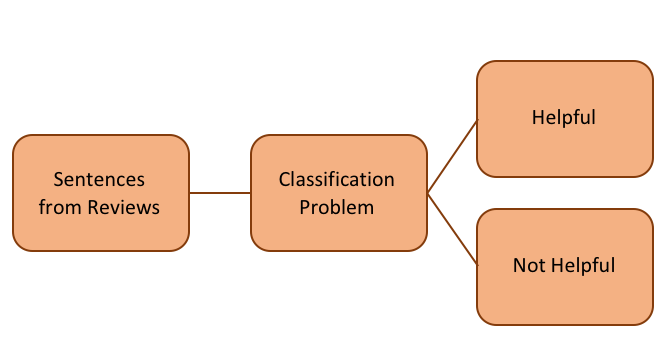 Sentences
from Reviews
Classification
Problem
Helpful
Not Helpful